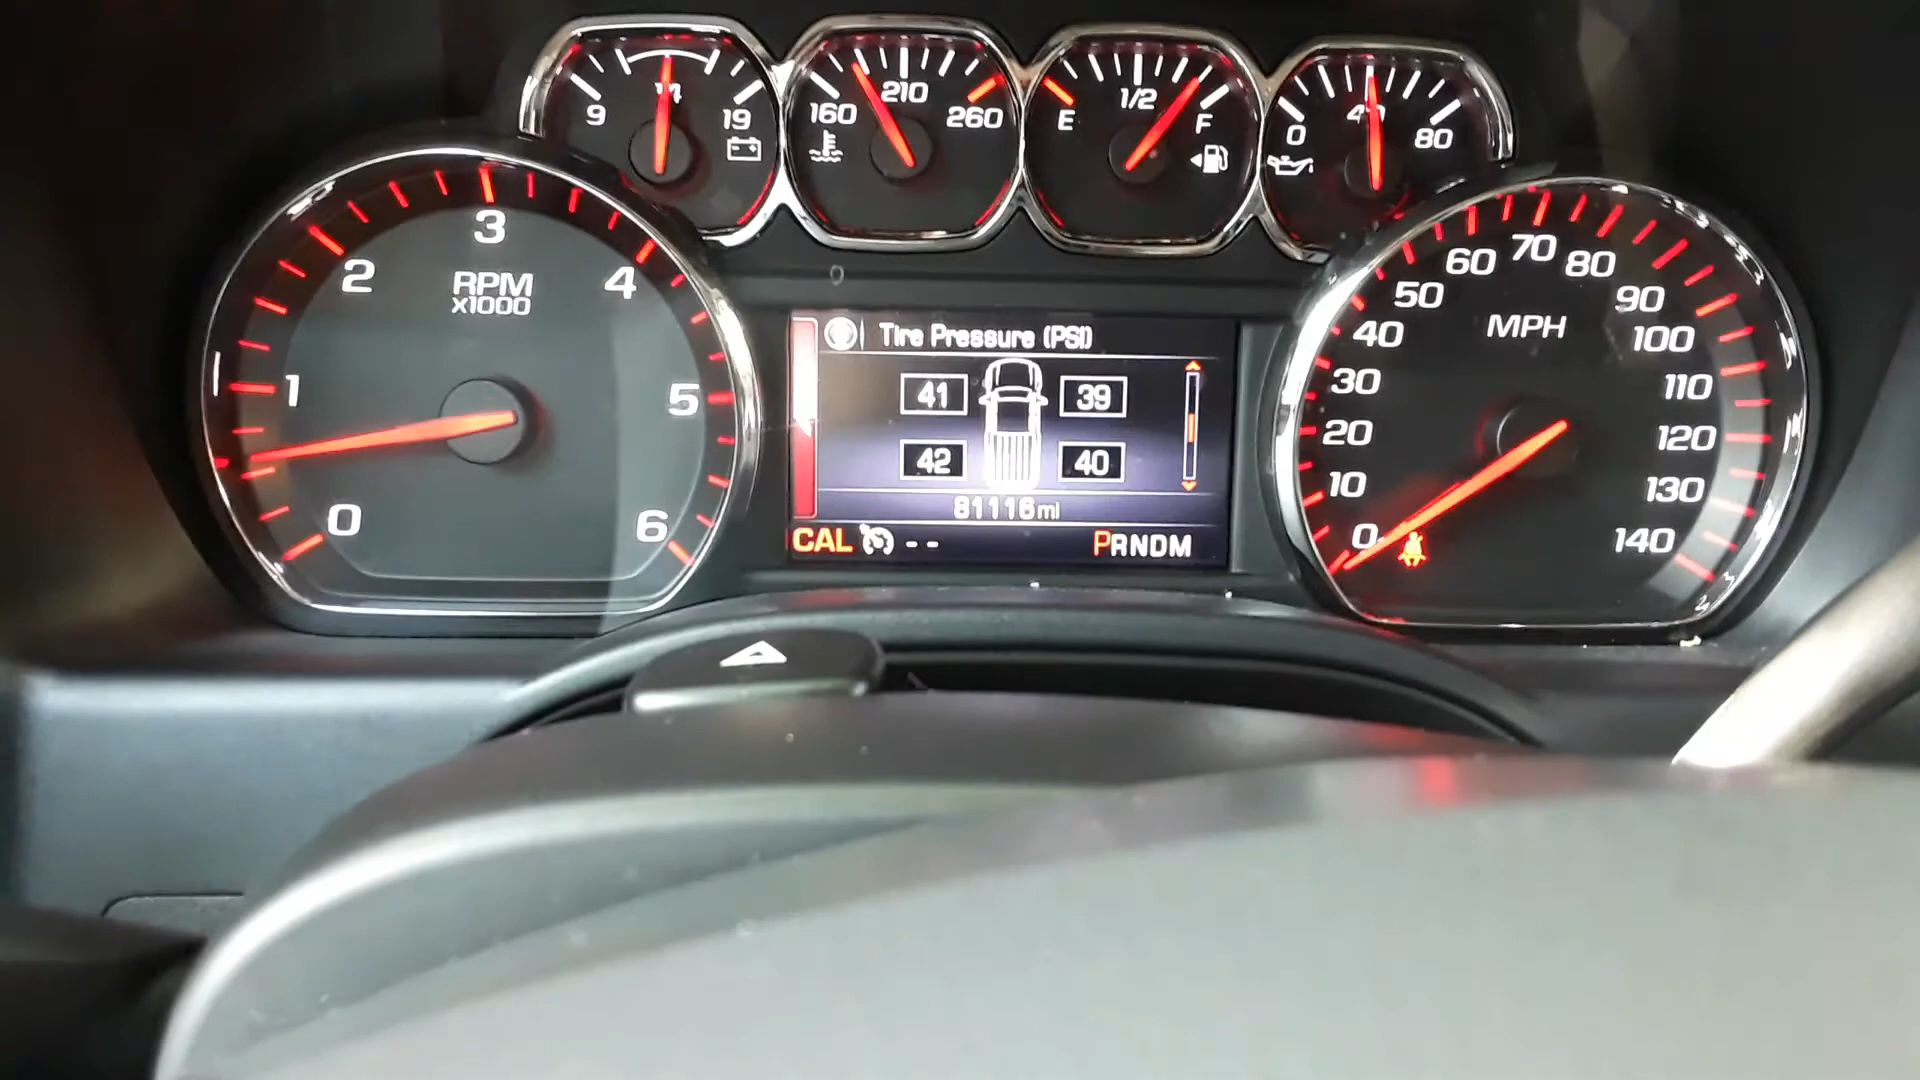 9 14 19
160 210 260
E 1/2 F
0 40 80
0 1 2 3 4 5 6
RPM
x1000
Tire Pressure (PSI)
41 39
42 40
81116mi
CAL -- PRNDM
0 10 20 30 40 50 60 70 80 90 100 110 120 130 140
MPH